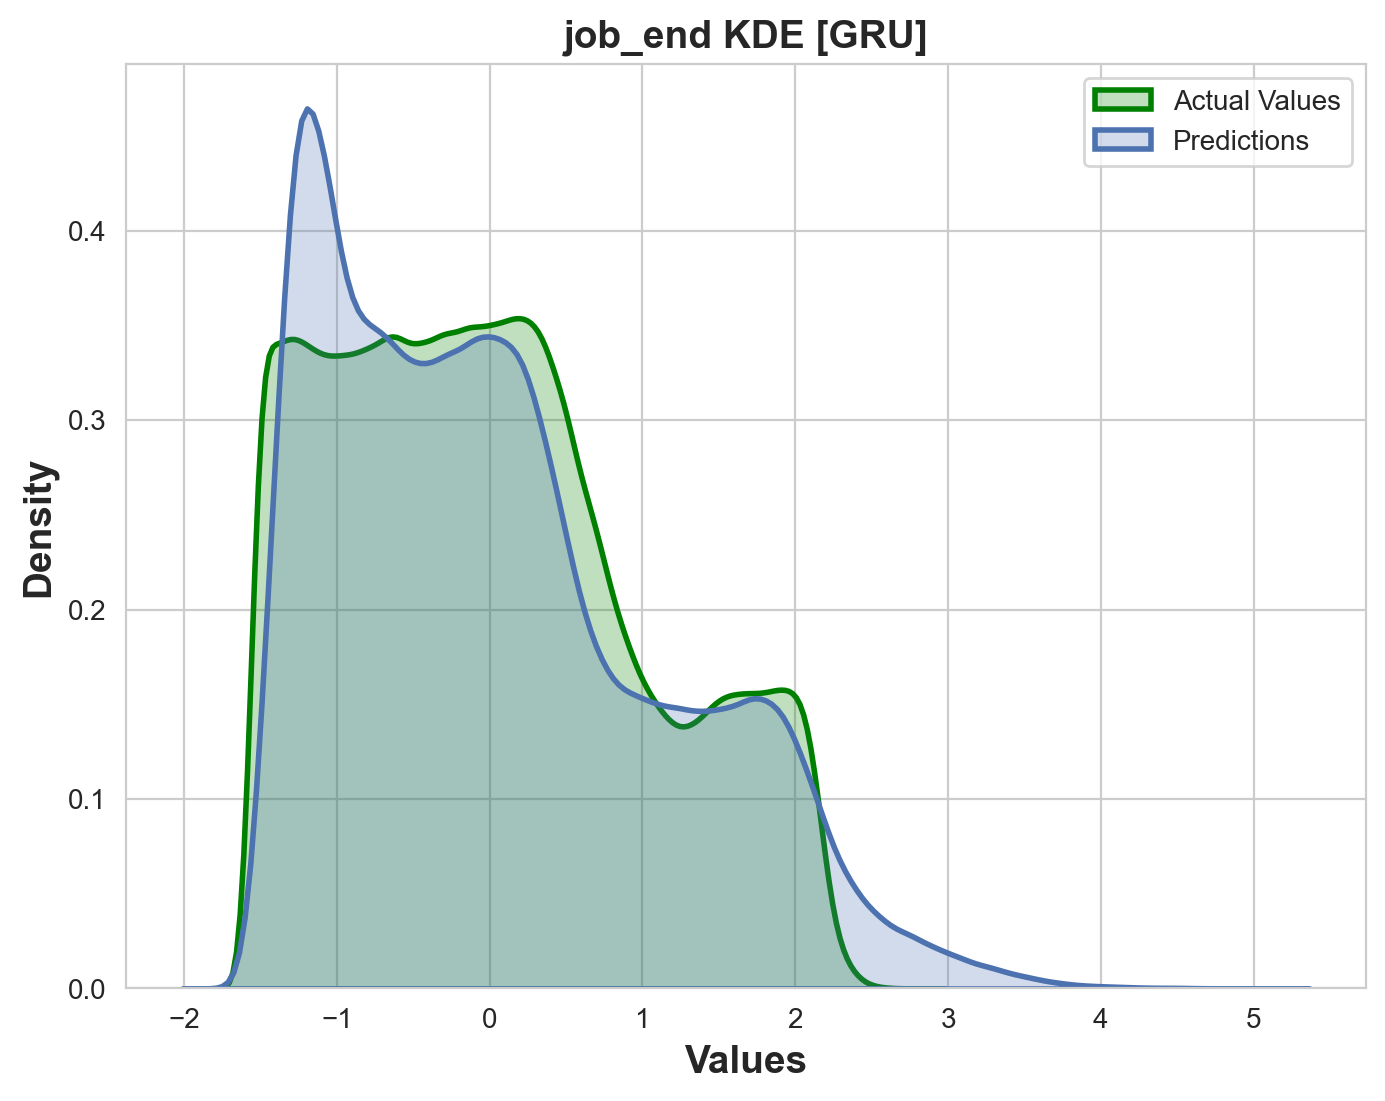 job_end KDE [GRU]
Actual Values
Predictions
0.4
0.3
0.2
0.1
0.0
Density
−2 −1 0 1 2 3 4 5
Values